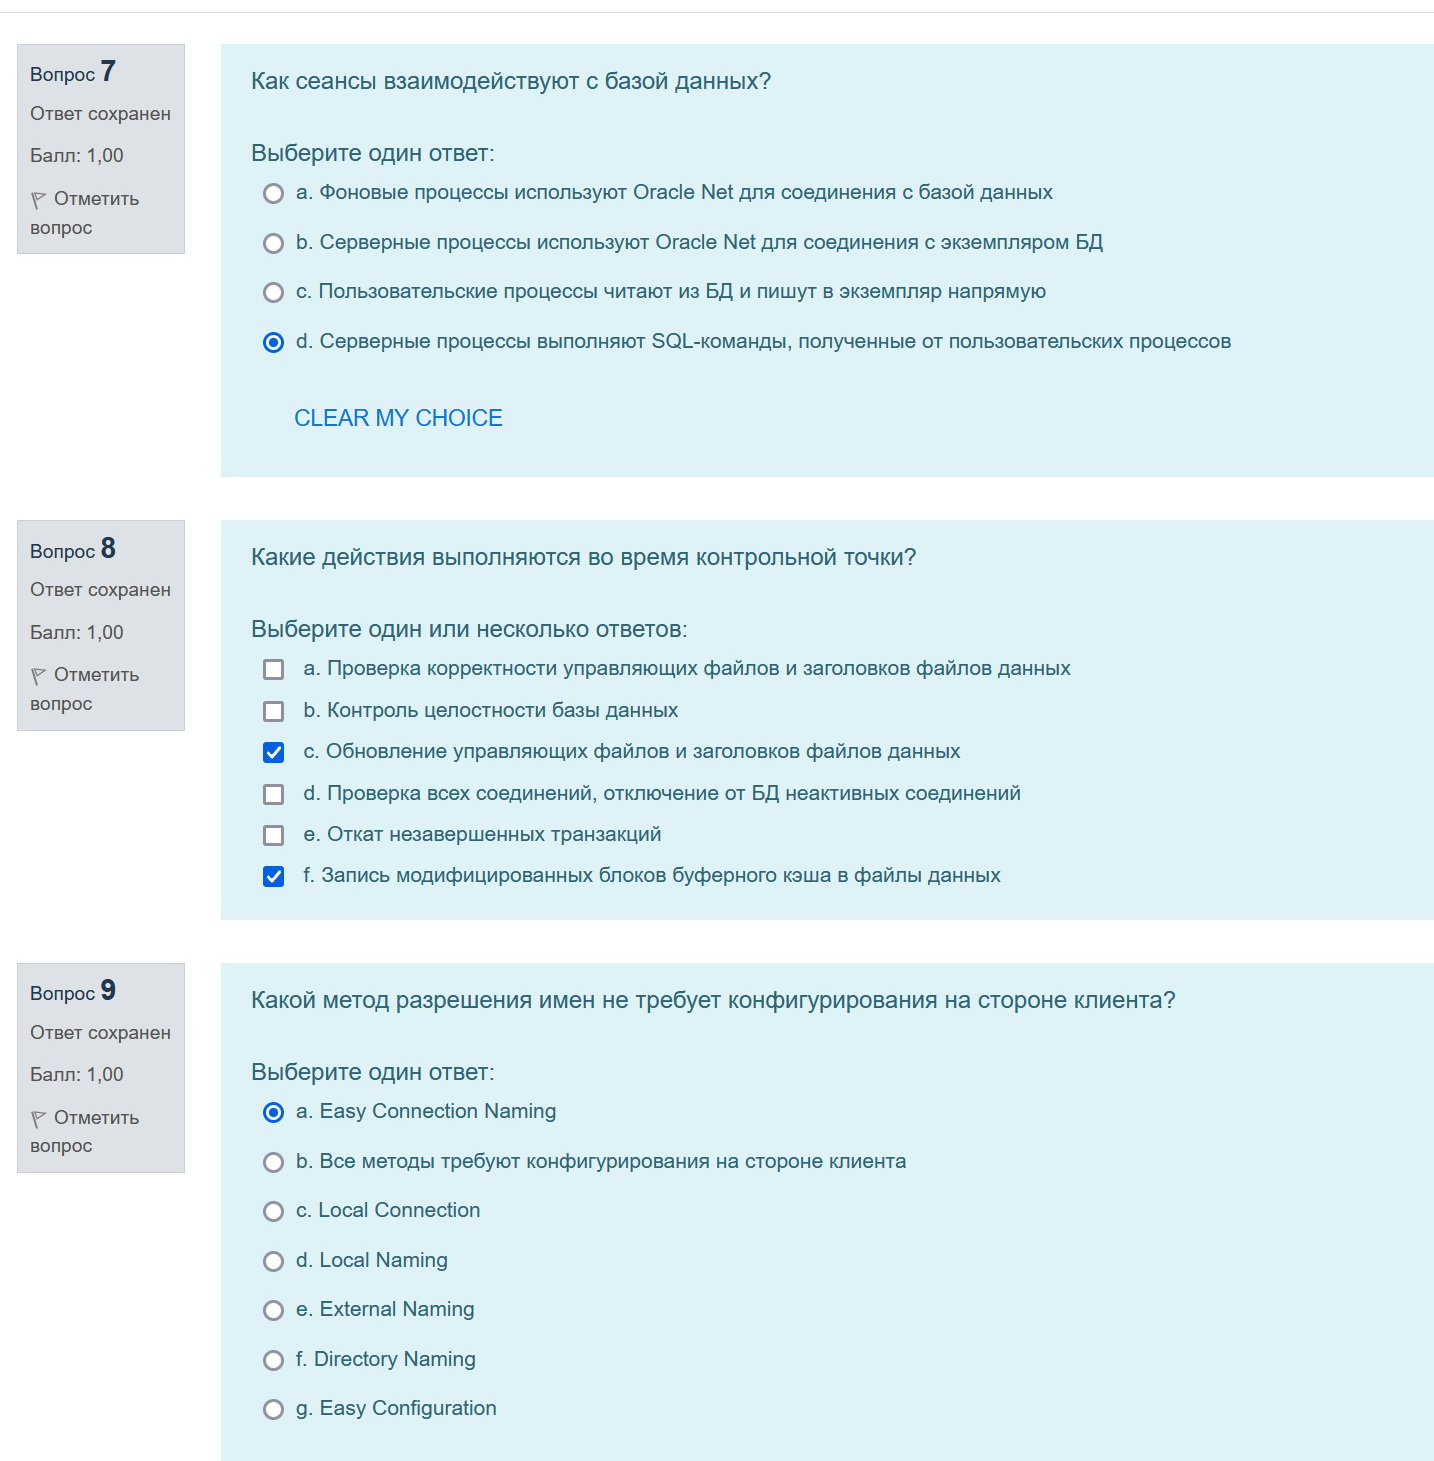 Вопрос 7
Ответ сохранен
Балл: 1,00
Отметить
вопрос
Как сеансы взаимодействуют с базой данных?
Выберите один ответ:
a. Фоновые процессы используют Oracle Net для соединения с базой данных
b. Серверные процессы используют Oracle Net для соединения с экземпляром БД
c. Пользовательские процессы читают из БД и пишут в экземпляр напрямую
d. Серверные процессы выполняют SQL-команды, полученные от пользовательских процессов
CLEAR MY CHOICE
Вопрос 8
Ответ сохранен
Балл: 1,00
Отметить
вопрос
Какие действия выполняются во время контрольной точки?
Выберите один или несколько ответов:
a. Проверка корректности управляющих файлов и заголовков файлов данных
b. Контроль целостности базы данных
c. Обновление управляющих файлов и заголовков файлов данных
d. Проверка всех соединений, отключение от БД неактивных соединений
e. Откат незавершенных транзакций
f. Запись модифицированных блоков буферного кэша в файлы данных
Вопрос 9
Ответ сохранен
Балл: 1,00
Отметить
вопрос
Какой метод разрешения имен не требует конфигурирования на стороне клиента?
Выберите один ответ:
a. Easy Connection Naming
b. Все методы требуют конфигурирования на стороне клиента
c. Local Connection
d. Local Naming
e. External Naming
f. Directory Naming
g. Easy Configuration